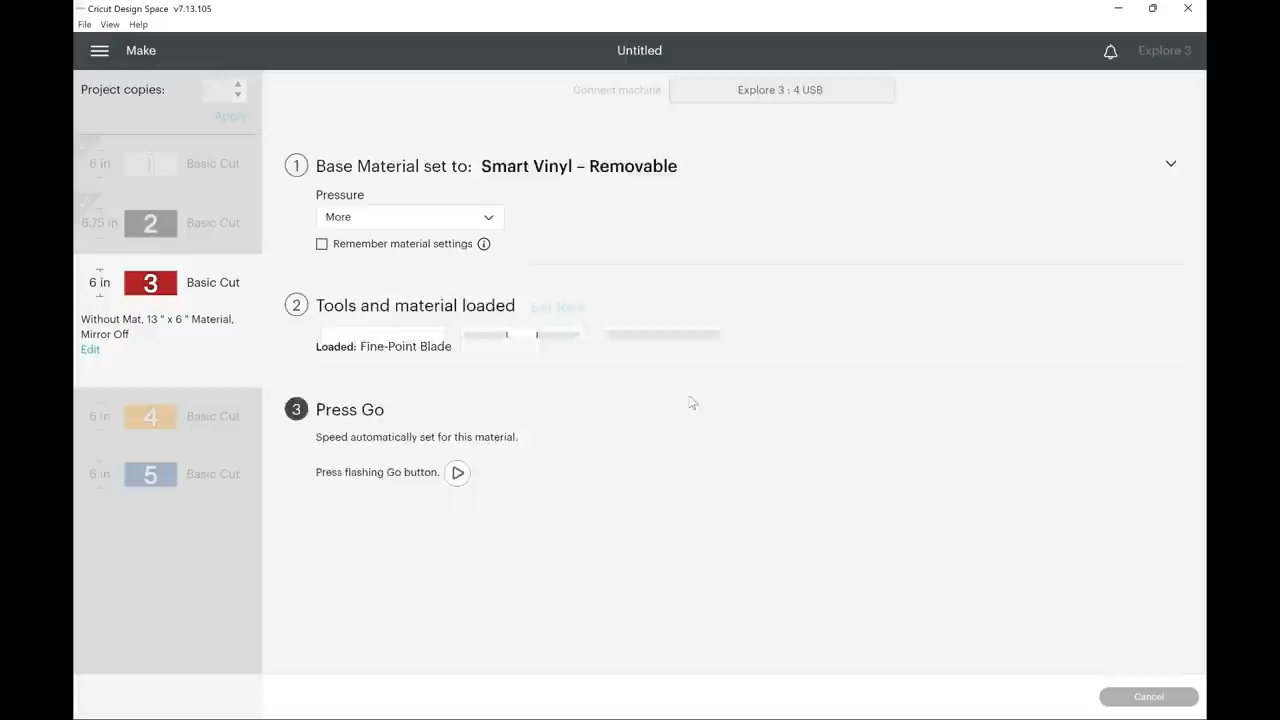 Cricut Design Space v7.13.105
File View Help
Make
Untitled
Explore 3
Project copies:
Apply
Connect machine
Explore 3 : 4 USB
6 in Basic Cut
6.75 in 2 Basic Cut
6 in 3 Basic Cut
Without Mat, 13 " x 6 " Material,
Mirror Off
Edit
6 in 4 Basic Cut
6 in 5 Basic Cut
1 Base Material set to: Smart Vinyl – Removable
Pressure
More
Remember material settings
2 Tools and material loaded Edit Tools
Loaded: Fine-Point Blade
3 Press Go
Speed automatically set for this material.
Press flashing Go button.
Cancel